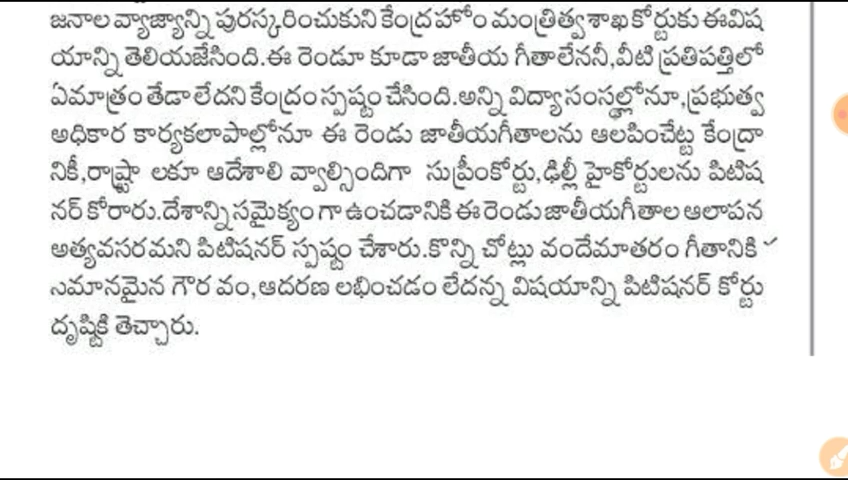 జనాల వ్యాజ్యాన్ని పురస్కరించుకుని కేంద్రహోం మంత్రిత్వశాఖ కోర్టుకు ఈవిష
యాన్ని తెలియజేసింది.ఈ రెండూ కూడా జాతీయ గీతాలేననీ,వీటి ప్రతిపత్తిలో
ఏమాత్రం తేడా లేదని కేంద్రం స్పష్టం చేసింది.అన్ని విద్యా సంస్థల్లోనూ,ప్రభుత్వ
అధికార కార్యకలాపాల్లోనూ ఈ రెండు జాతీయగీతాలను ఆలపించేట్ట కేంద్రా
నికీ,రాష్ట్రా లకూ ఆదేశాలి వ్వాల్సిందిగా సుప్రీంకోర్టు,ఢిల్లీ హైకోర్టులను పిటిష
నర్ కోరారు.దేశాన్ని సమైక్యం గా ఉంచడానికి ఈ రెండు జాతీయగీతాల ఆలాపన
అత్యవసరమని పిటిషనర్ స్పష్టం చేశారు.కొన్ని చోట్లు వందేమాతరం గీతానికి
సమానమైన గౌర వం,ఆదరణ లభించడం లేదన్న విషయాన్ని పిటిషనర్ కోర్టు
దృష్టికి తెచ్చారు.